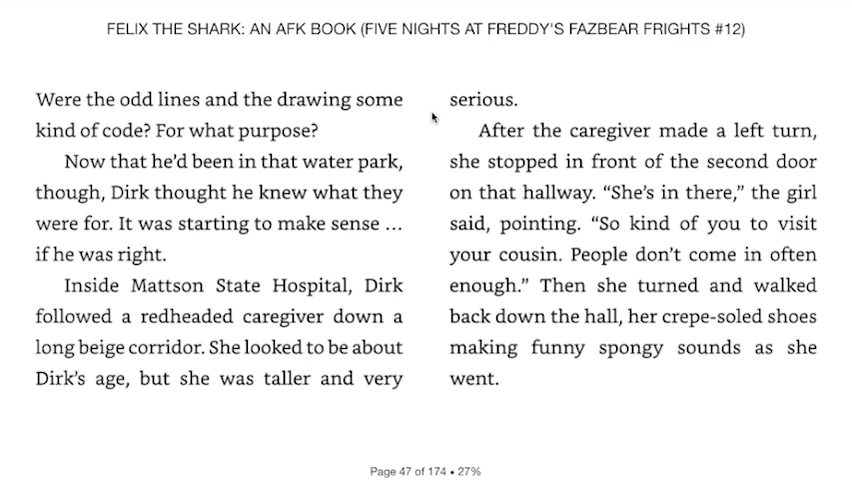 FELIX THE SHARK: AN AFK BOOK (FIVE NIGHTS AT FREDDY'S FAZBEAR FRIGHTS #12)
Were the odd lines and the drawing some
kind of code? For what purpose?
Now that he’d been in that water park,
though, Dirk thought he knew what they
were for. It was starting to make sense …
if he was right.
Inside Mattson State Hospital, Dirk
followed a redheaded caregiver down a
long beige corridor. She looked to be about
Dirk’s age, but she was taller and very
serious.
After the caregiver made a left turn,
she stopped in front of the second door
on that hallway. “She’s in there,” the girl
said, pointing. “So kind of you to visit
your cousin. People don’t come in often
enough.” Then she turned and walked
back down the hall, her crepe-soled shoes
making funny spongy sounds as she
went.
Page 47 of 174 • 27%